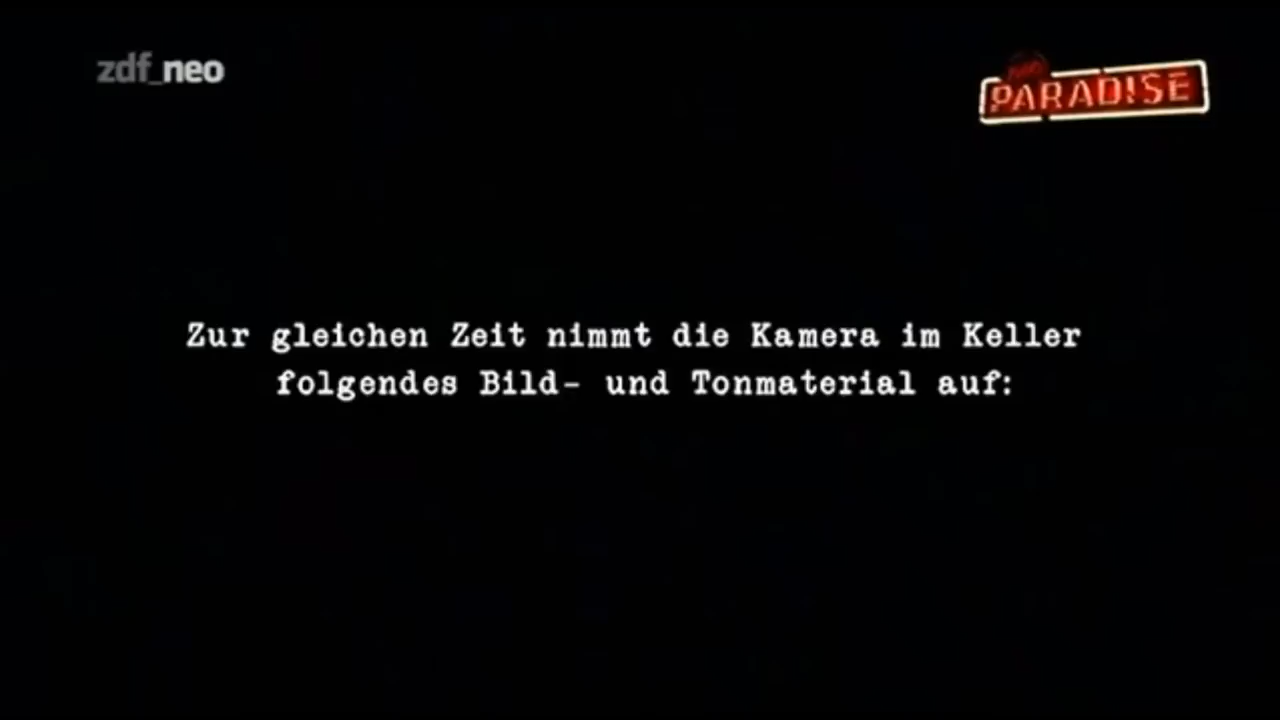 zdf_neo
PARADISE
Zur gleichen Zeit nimmt die Kamera im Keller
folgendes Bild- und Tonmaterial auf: